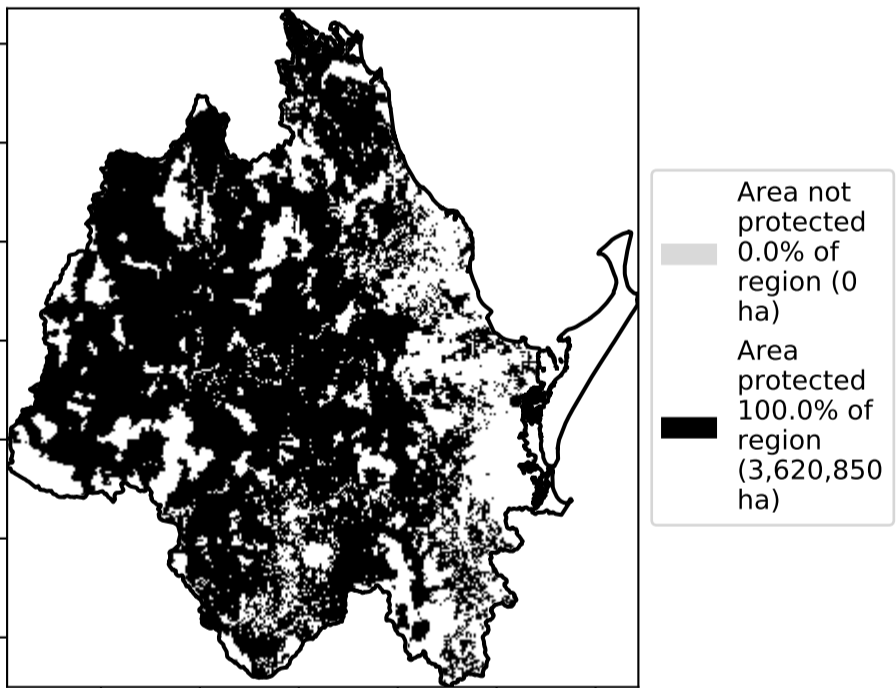 Area not
protected
0.0% of
region (0
ha)
Area
protected
100.0% of
region
(3,620,850
ha)